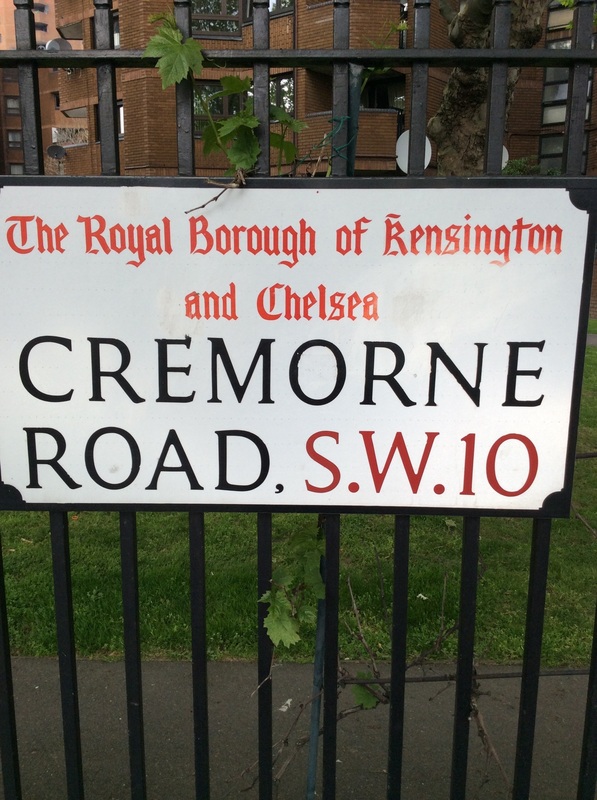 The Royal Borough of Kensington
and Chelsea
CREMORNE
ROAD, S.W.10